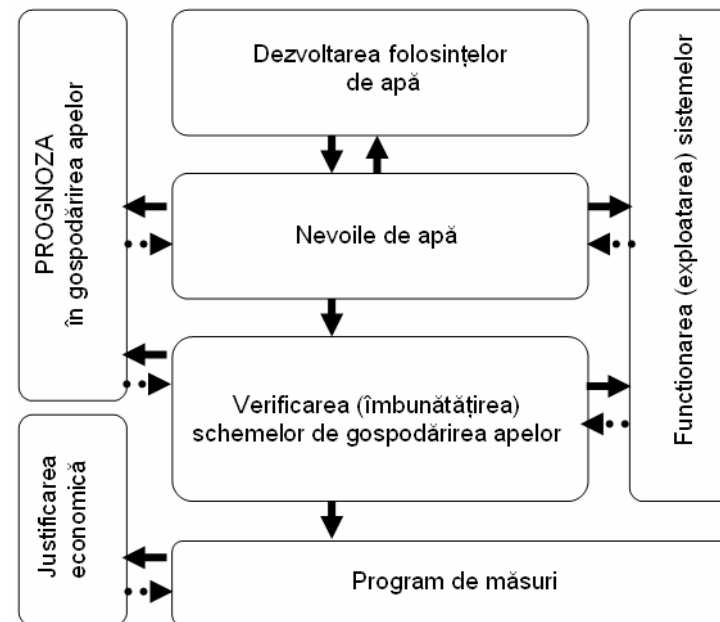 PROGNOZA
în gospodărirea apelor
Dezvoltarea folosințelor
de apă
Nevoile de apă
Verificarea (îmbunătățirea)
schemelor de gospodărirea apelor
Functionarea (exploatarea) sistemelor
Justificarea
economică
Program de măsuri